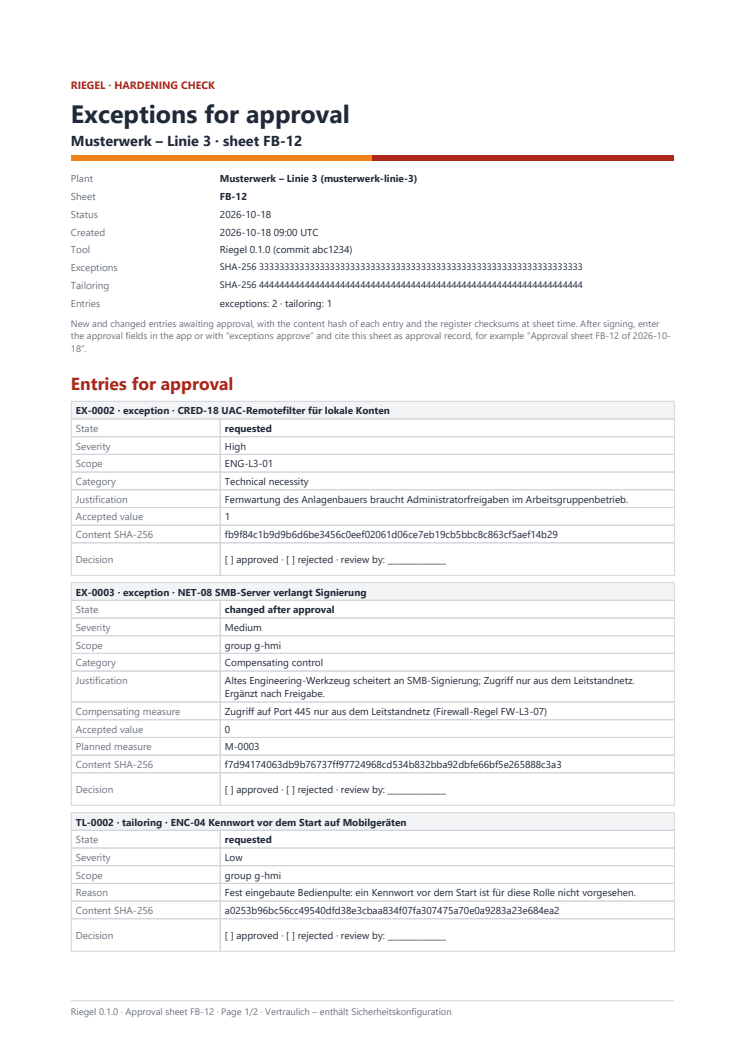 RIEGEL · HARDENING CHECK
Exceptions for approval
Musterwerk – Linie 3 · sheet FB-12
Plant Musterwerk – Linie 3 (musterwerk-linie-3)
Sheet FB-12
Status 2026-10-18
Created 2026-10-18 09:00 UTC
Tool Riegel 0.1.0 (commit abc1234)
Exceptions SHA-256 3333333333333333333333333333333333333333333333333333333333333333
Tailoring SHA-256 4444444444444444444444444444444444444444444444444444444444444444
Entries exceptions: 2 · tailoring: 1
New and changed entries awaiting approval, with the content hash of each entry and the register checksums at sheet time. After signing, enter
the approval fields in the app or with “exceptions approve” and cite this sheet as approval record, for example “Approval sheet FB-12 of 2026-10-
18”.
Entries for approval
EX-0002 · exception · CRED-18 UAC-Remotefilter für lokale Konten
State requested
Severity High
Scope ENG-L3-01
Category Technical necessity
Justification Fernwartung des Anlagenbauers braucht Administratorfreigaben im Arbeitsgruppenbetrieb.
Accepted value 1
Content SHA-256 fb9f84c1b9d9b6d6be3456c0eef02061d06ce7eb19cb5bbc8c863cf5aef14b29
Decision [ ] approved · [ ] rejected · review by: _____________
EX-0003 · exception · NET-08 SMB-Server verlangt Signierung
State changed after approval
Severity Medium
Scope group g-hmi
Category Compensating control
Justification Altes Engineering-Werkzeug scheitert an SMB-Signierung; Zugriff nur aus dem Leitstandnetz.
Ergänzt nach Freigabe.
Compensating measure Zugriff auf Port 445 nur aus dem Leitstandnetz (Firewall-Regel FW-L3-07)
Accepted value 0
Planned measure M-0003
Content SHA-256 f7d94174063db9b76737ff97724968cd534b832bba92dbfe66bf5e265888c3a3
Decision [ ] approved · [ ] rejected · review by: _____________
TL-0002 · tailoring · ENC-04 Kennwort vor dem Start auf Mobilgeräten
State requested
Severity Low
Scope group g-hmi
Reason Fest eingebaute Bedienpulte: ein Kennwort vor dem Start ist für diese Rolle nicht vorgesehen.
Content SHA-256 a0253b96bc56cc49540dfd38e3cbaa834f07fa307475a70e0a9283a23e684ea2
Decision [ ] approved · [ ] rejected · review by: _____________
Riegel 0.1.0 · Approval sheet FB-12 · Page 1/2 · Vertraulich – enthält Sicherheitskonfiguration